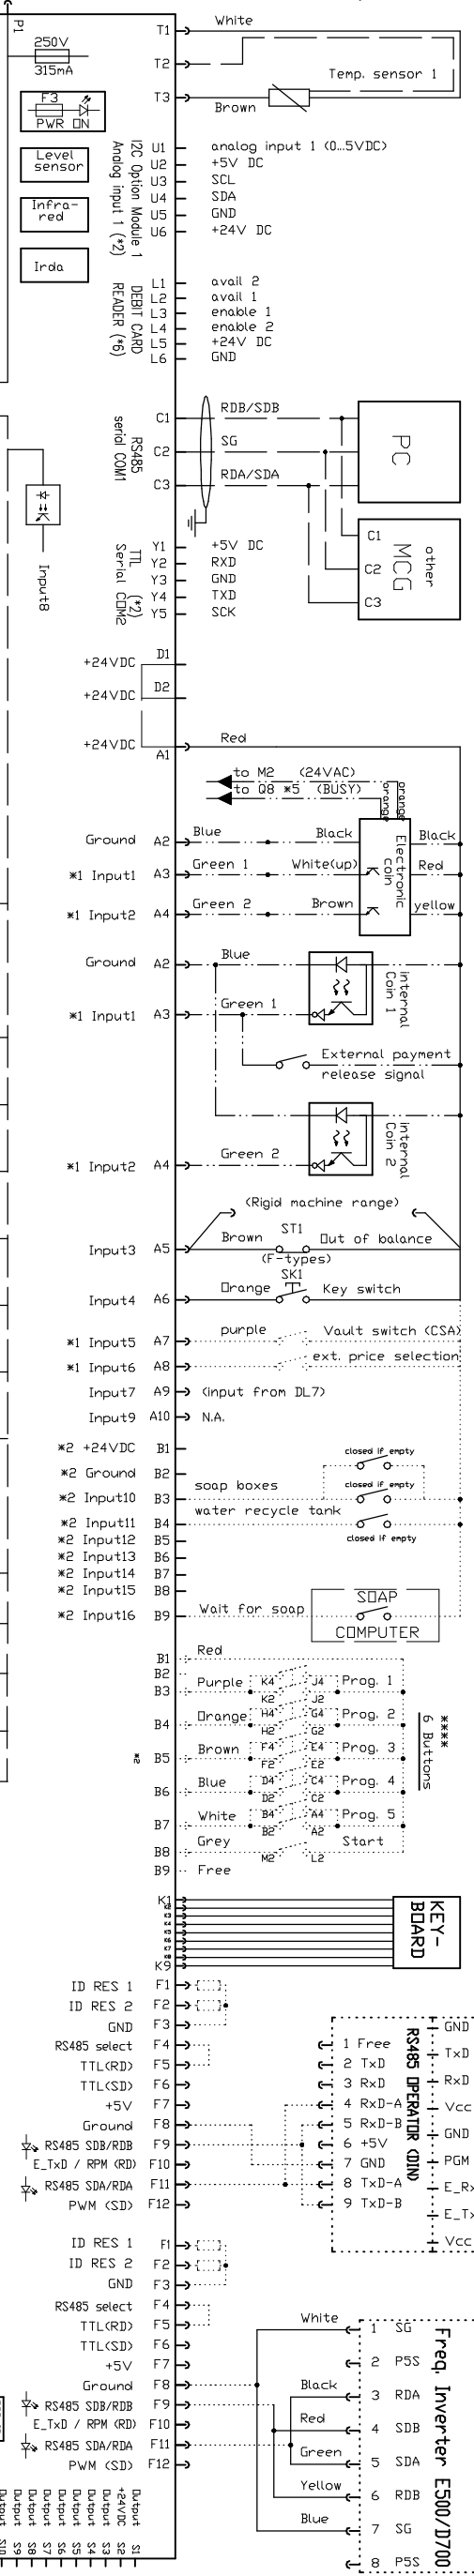 P1
250V
315mA
F3
PWR ON
Level sensor
Infra-red
Irda
T1 White
T2
Temp. sensor 1
T3 Brown
I2C Option Module 1
Analog input 1 (*2)
U1 analog input 1 (0...5VDC)
U2 +5V DC
U3 SCL
U4 SDA
U5 GND
U6 +24V DC
DEBIT CARD
READER (*6)
L1 avail 2
L2 avail 1
L3 enable 1
L4 enable 2
L5 +24V DC
L6 GND
RS485
serial COM1
C1 RDB/SDB
C2 SG
C3 RDA/SDA
PC
other
MCG
C1
C2
C3
Input8
TTL (*2)
Serial COM2
Y1 +5V DC
Y2 RXD
Y3 GND
Y4 TXD
Y5 SCK
+24VDC D1
+24VDC D2
+24VDC A1 Red
to M2 (24VAC) orange
to Q8 *5 (BUSY) orange
Electronic coin
Ground A2 Blue Black Black
*1 Input1 A3 Green 1 White(up) Red
*1 Input2 A4 Green 2 Brown yellow
Ground A2 Blue
internal Coin 1
*1 Input1 A3 Green 1
External payment
release signal
internal Coin 2
*1 Input2 A4 Green 2
(Rigid machine range)
ST1
Input3 A5 Brown Out of balance
(F-types)
SK1
Input4 A6 Orange Key switch
*1 Input5 A7 purple Vault switch (CSA)
*1 Input6 A8 ext. price selection
Input7 A9 (input from DL7)
Input9 A10 N.A.
*2 +24VDC B1
closed if empty
*2 Ground B2
closed if empty
*2 Input10 B3 soap boxes
*2 Input11 B4 water recycle tank
closed if empty
*2 Input12 B5
*2 Input13 B6
*2 Input14 B7
*2 Input15 B8
*2 Input16 B9 Wait for soap
SOAP
COMPUTER
B1 Red
B2
B3 Purple K4 J4 Prog. 1
K2 J2
B4 Orange H4 G4 Prog. 2
H2 G2
*2
B5 Brown F4 E4 Prog. 3
F2 E2
B6 Blue D4 C4 Prog. 4
D2 C2
B7 White B4 A4 Prog. 5
B2 A2
B8 Grey M2 L2 Start
B9 Free
****
6 Buttons
K1
K2
K3
K4
K5
K6
K7
K8
K9
KEY-
BOARD
ID RES 1 F1
ID RES 2 F2
GND F3
RS485 select F4
TTL(RD) F5
TTL(SD) F6
+5V F7
Ground F8
RS485 SDB/RDB F9
E_TxD / RPM (RD) F10
RS485 SDA/RDA F11
PWM (SD) F12
1 Free
2 TxD
3 RxD
4 RxD-A
5 RxD-B
6 +5V
7 GND
8 TxD-A
9 TxD-B
RS485 OPERATOR (DIN)
GND
TxD
RxD
Vcc
GND
PGM
Vcc
ID RES 1 F1
ID RES 2 F2
GND F3
RS485 select F4
TTL(RD) F5
TTL(SD) F6
+5V F7
Ground F8
RS485 SDB/RDB F9
E_TxD / RPM (RD) F10
RS485 SDA/RDA F11
PWM (SD) F12
White 1 SG
2 P5S
Black 3 RDA
Red 4 SDB
Green 5 SDA
Yellow 6 RDB
Blue 7 SG
8 P5S
Freq. Inverter E500/D700
Output S1
+24VDC S2
Output S3
Output S4
Output S5
Output S6
Output S7
Output S8
Output S9
Output S10